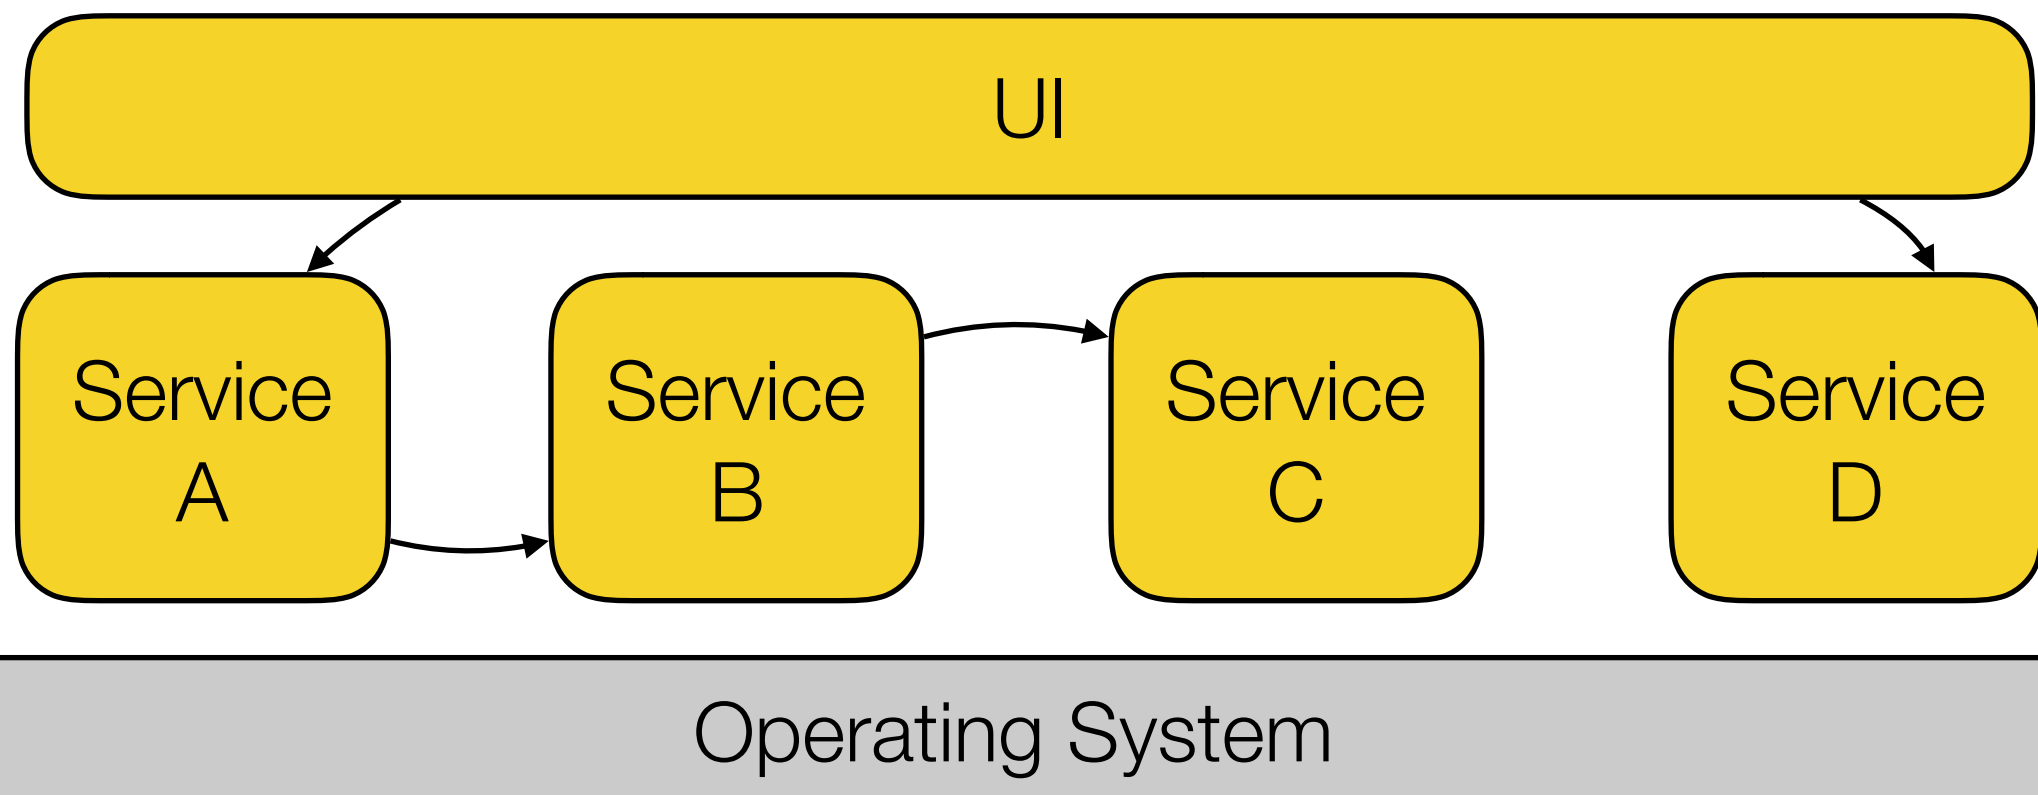 UI
Service
A
Service
B
Service
C
Service
D
Operating System